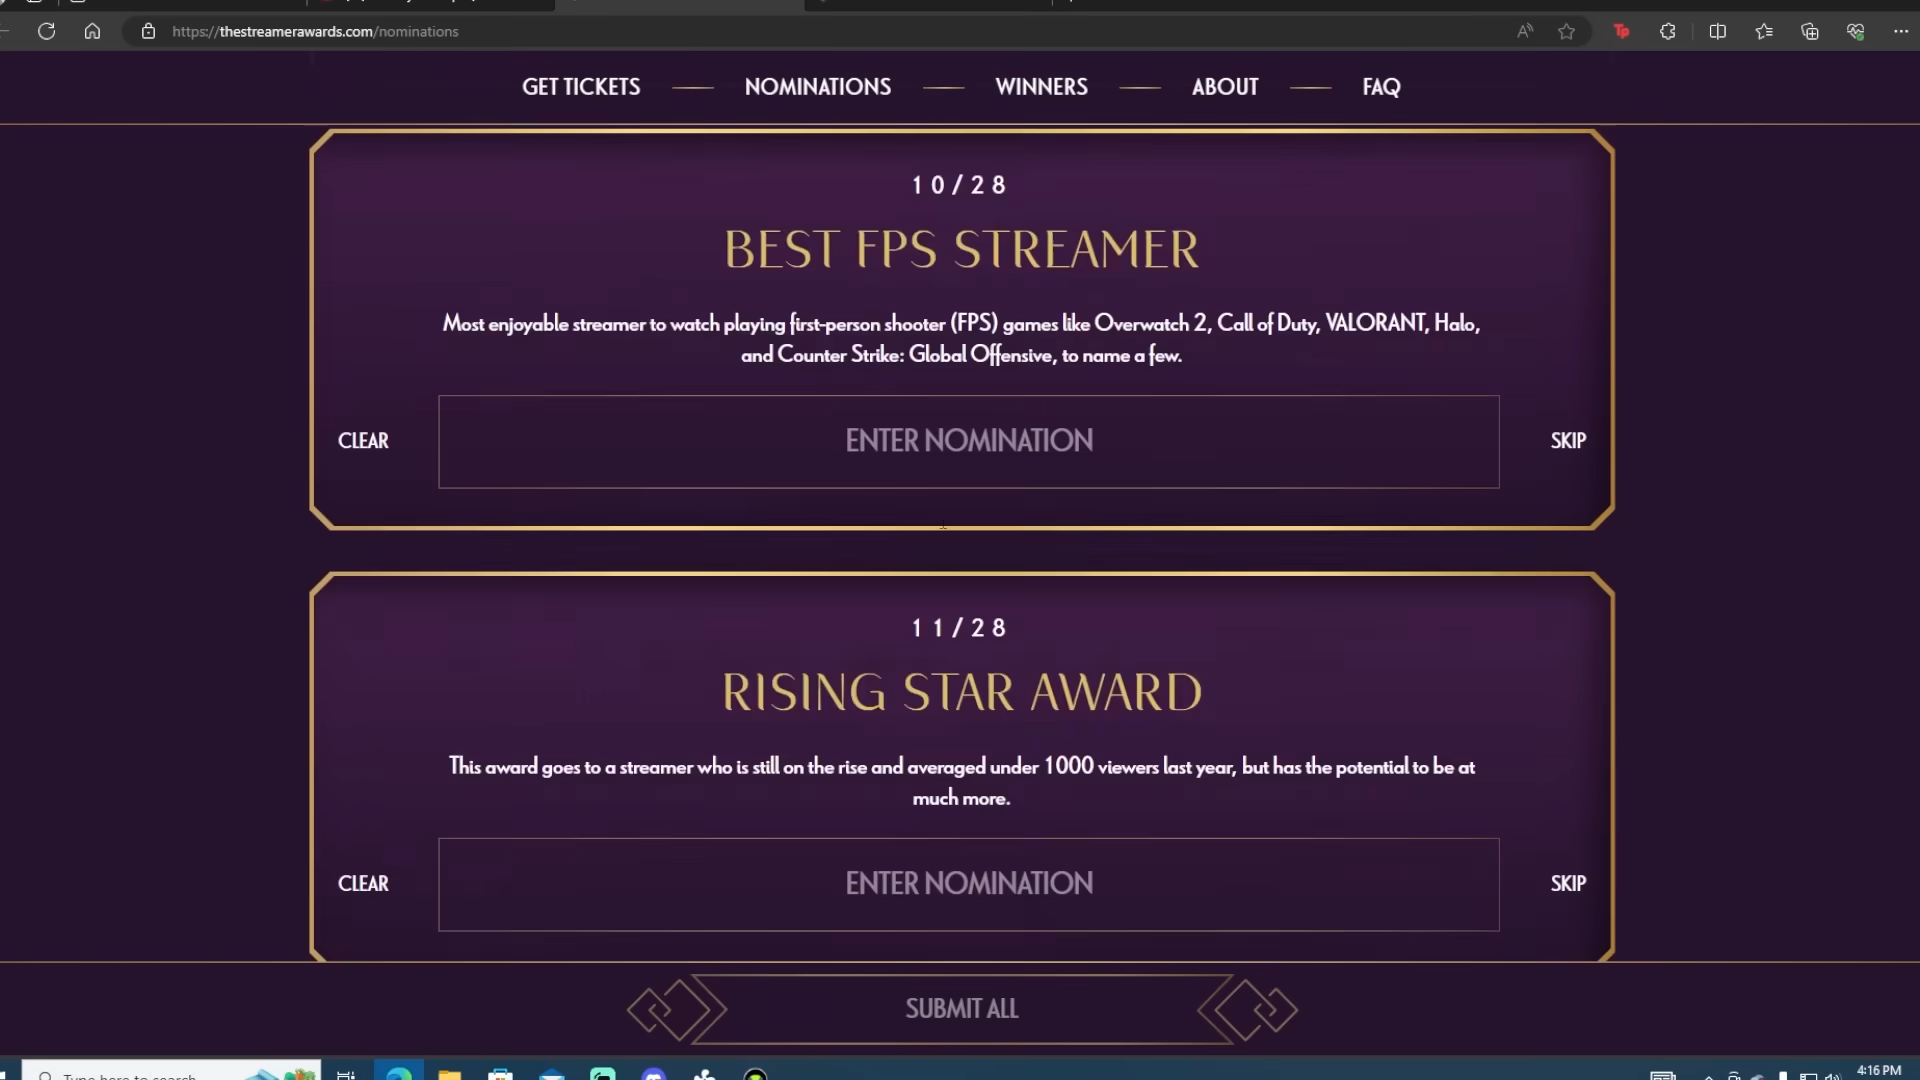 https://thestreamerawards.com/nominations
GET TICKETS
NOMINATIONS
WINNERS
ABOUT
FAQ
10/28
BEST FPS STREAMER
Most enjoyable streamer to watch playing first-person shooter (FPS) games like Overwatch 2, Call of Duty, VALORANT, Halo,
and Counter Strike: Global Offensive, to name a few.
CLEAR
ENTER NOMINATION
SKIP
11/28
RISING STAR AWARD
This award goes to a streamer who is still on the rise and averaged under 1000 viewers last year, but has the potential to be at
much more.
CLEAR
ENTER NOMINATION
SKIP
SUBMIT ALL
Type here to search
4:16 PM